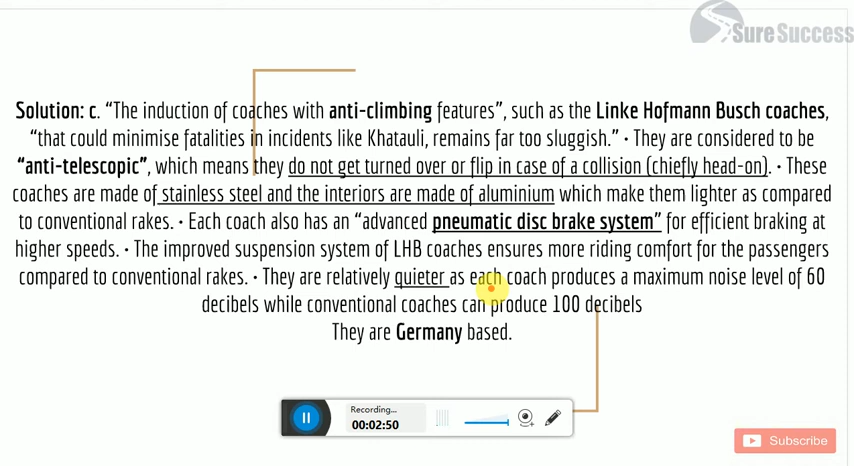 Sure Success
Solution: c. “The induction of coaches with anti-climbing features”, such as the Linke Hofmann Busch coaches,
“that could minimise fatalities in incidents like Khatauli, remains far too sluggish.” • They are considered to be
“anti-telescopic”, which means they do not get turned over or flip in case of a collision (chiefly head-on). • These
coaches are made of stainless steel and the interiors are made of aluminium which make them lighter as compared
to conventional rakes. • Each coach also has an “advanced pneumatic disc brake system” for efficient braking at
higher speeds. • The improved suspension system of LHB coaches ensures more riding comfort for the passengers
compared to conventional rakes. • They are relatively quieter as each coach produces a maximum noise level of 60
decibels while conventional coaches can produce 100 decibels
They are Germany based.
Recording...
00:02:50
Subscribe